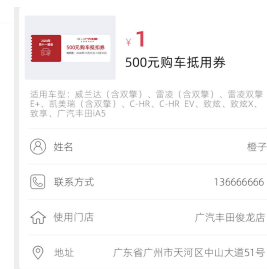 500元购车抵扣券
¥1
500元购车抵用券
适用车型：威兰达（含双擎）、雷凌（含双擎）、雷凌双擎
E+、凯美瑞（含双擎）、C-HR、C-HR EV、致炫、致炫X、
致享、广汽丰田iA5
姓名 橙子
联系方式 136666666
使用门店 广汽丰田俊龙店
地址 广东省广州市天河区中山大道51号